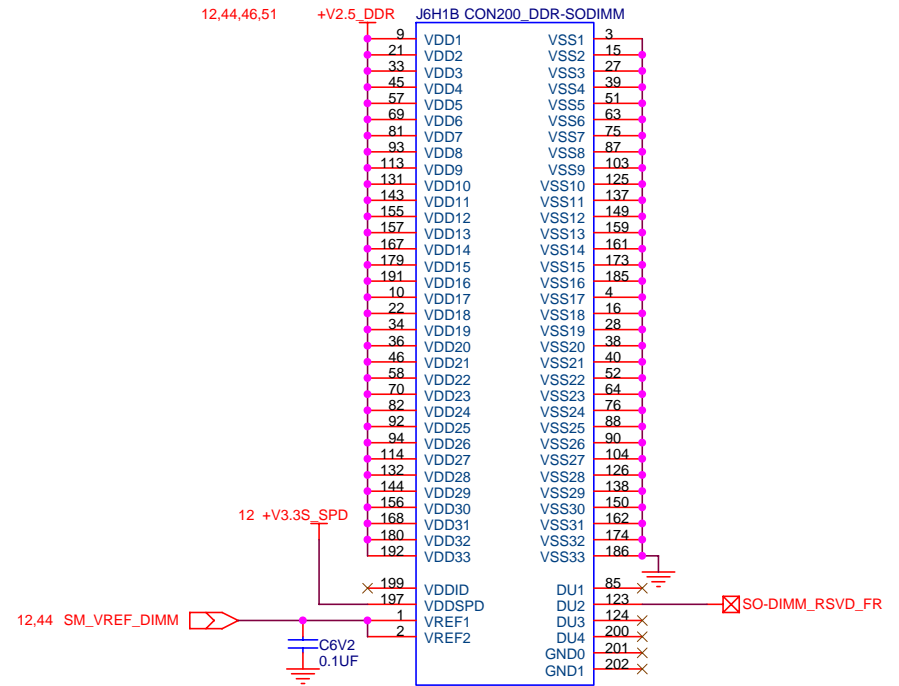 12,44,46,51 +V2.5_DDR J6H1B CON200_DDR-SODIMM
9 VDD1 VSS1 3
21 VDD2 VSS2 15
33 VDD3 VSS3 27
45 VDD4 VSS4 39
57 VDD5 VSS5 51
69 VDD6 VSS6 63
81 VDD7 VSS7 75
93 VDD8 VSS8 87
113 VDD9 VSS9 103
131 VDD10 VSS10 125
143 VDD11 VSS11 137
155 VDD12 VSS12 149
157 VDD13 VSS13 159
167 VDD14 VSS14 161
179 VDD15 VSS15 173
191 VDD16 VSS16 185
10 VDD17 VSS17 4
22 VDD18 VSS18 16
34 VDD19 VSS19 28
36 VDD20 VSS20 38
46 VDD21 VSS21 40
58 VDD22 VSS22 52
70 VDD23 VSS23 64
82 VDD24 VSS24 76
92 VDD25 VSS25 88
94 VDD26 VSS26 90
114 VDD27 VSS27 104
132 VDD28 VSS28 126
144 VDD29 VSS29 138
156 VDD30 VSS30 150
12 +V3.3S_SPD 168 VDD31 VSS31 162
180 VDD32 VSS32 174
192 VDD33 VSS33 186
199 VDDID DU1 85
197 VDDSPD DU2 123 SO-DIMM_RSVD_FR
12,44 SM_VREF_DIMM 1 VREF1 DU3 124
2 VREF2 DU4 200
C6V2 GND0 201
0.1UF GND1 202